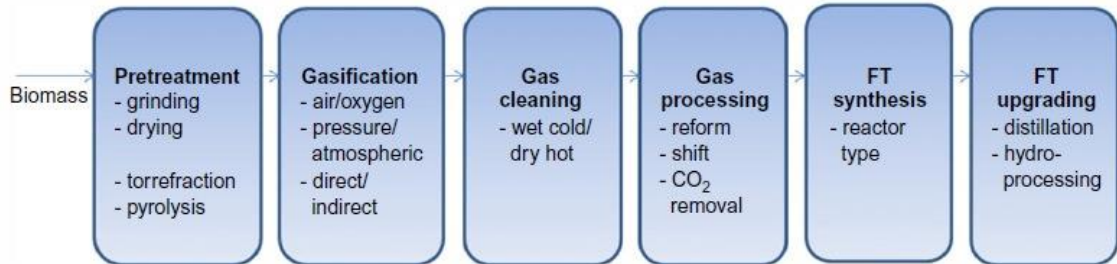 Biomass
Pretreatment
- grinding
- drying
- torrefraction
- pyrolysis
Gasification
- air/oxygen
- pressure/
atmospheric
- direct/
indirect
Gas
cleaning
- wet cold/
dry hot
Gas
processing
- reform
- shift
- CO₂
removal
FT
synthesis
- reactor
type
FT
upgrading
- distillation
- hydro-
processing